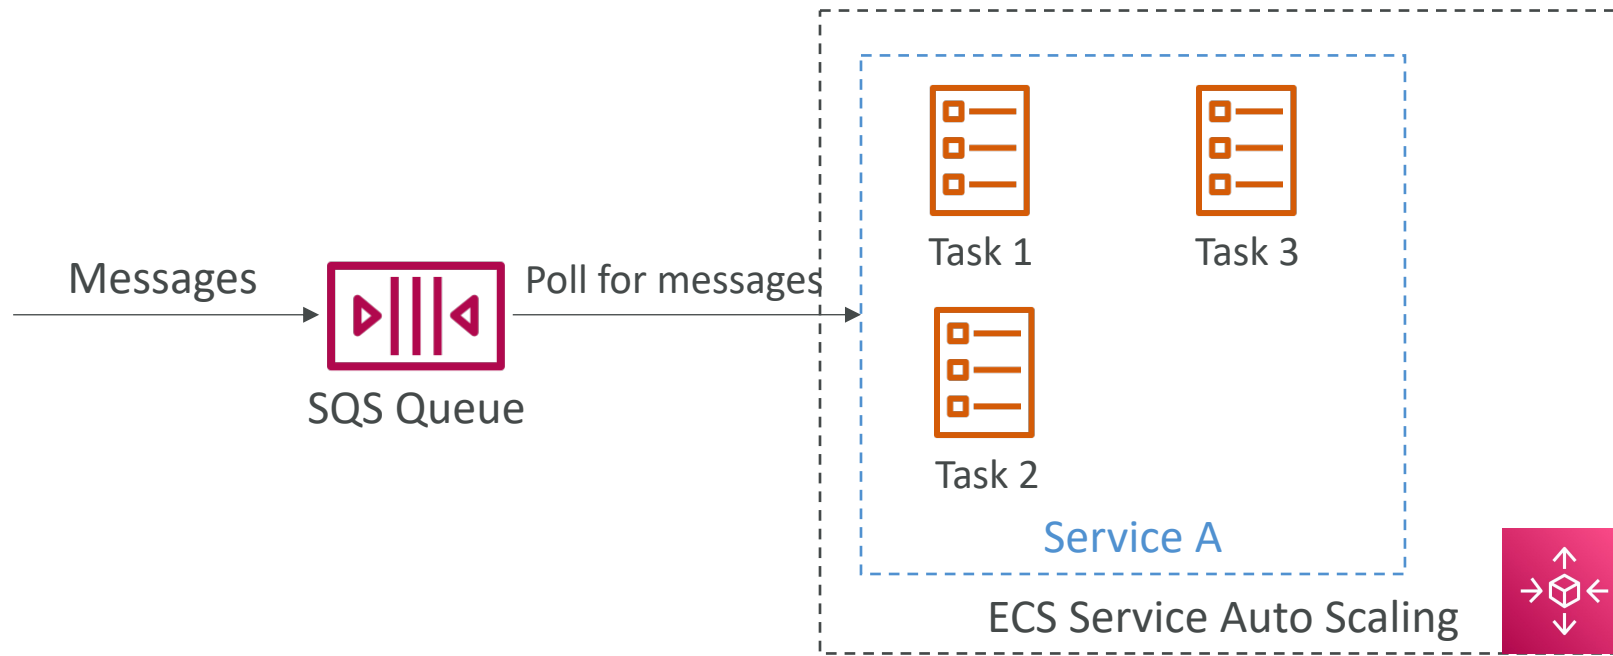 Messages
SQS Queue
Poll for messages
Task 1
Task 3
Task 2
Service A
ECS Service Auto Scaling